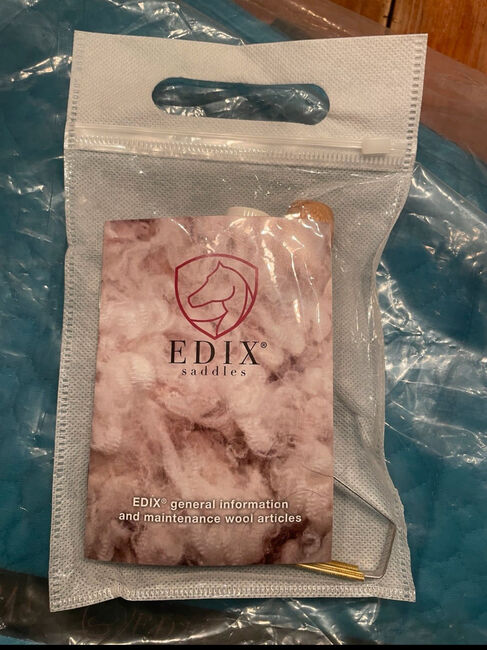 EDIX®
saddles
EDIX® general information
and maintenance wool articles